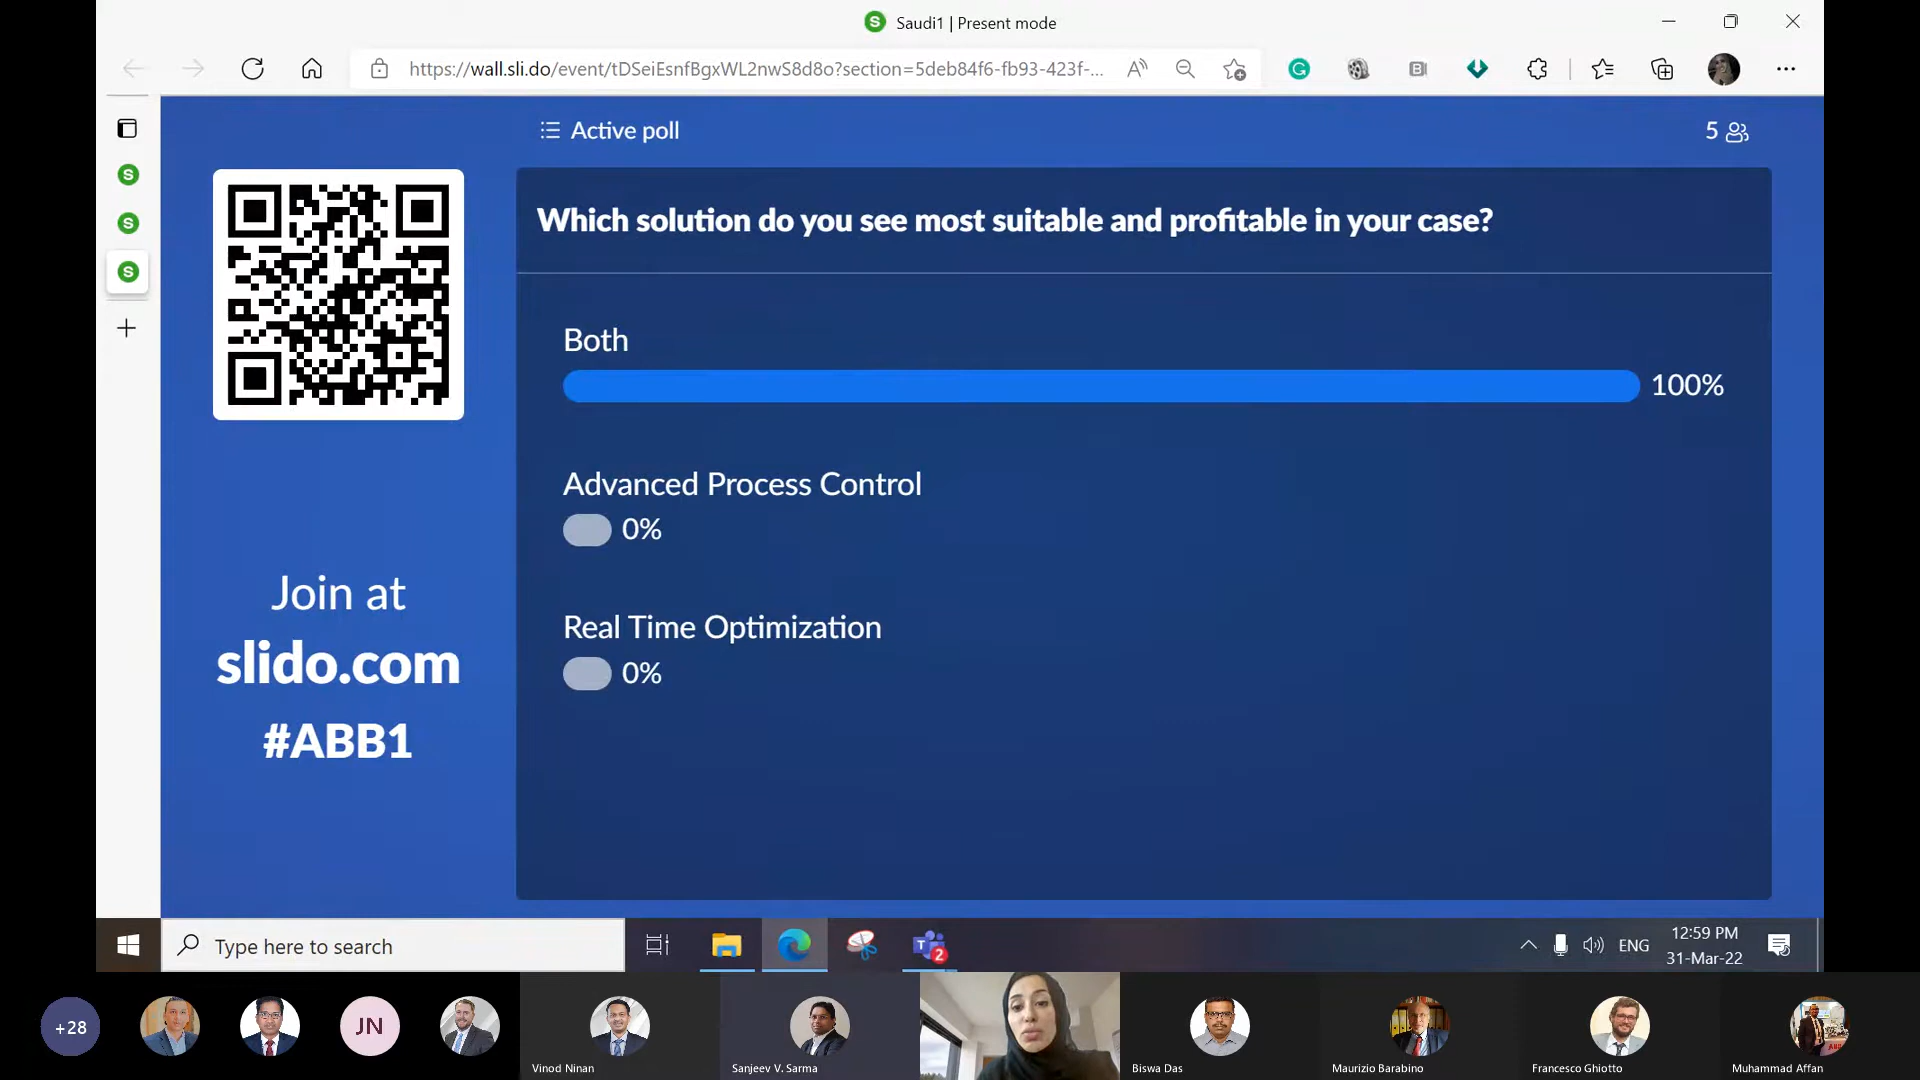 Saudi1 | Present mode
https://wall.sli.do/event/tDSeiEsnfBgxWL2nwS8d8o?section=5deb84f6-fb93-423f-...
Active poll
5
Which solution do you see most suitable and profitable in your case?
Both
100%
Advanced Process Control
0%
Real Time Optimization
0%
Join at
slido.com
#ABB1
Type here to search
2
ENG
12:59 PM
31-Mar-22
+28
JN
Vinod Ninan
Sanjeev V. Sarma
Biswa Das
Maurizio Barabino
Francesco Ghiotto
Muhammad Affan